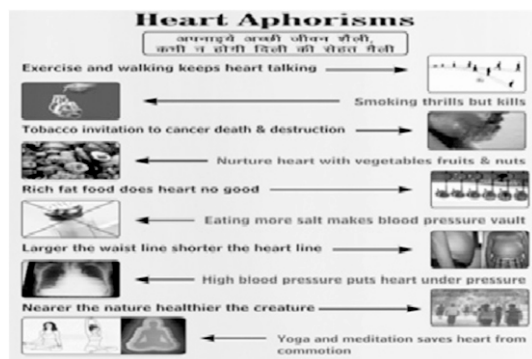 Heart Aphorisms
अपनाइये अच्छी जीवन शैली,
कभी न होगी दिल की सेहत मैली
Exercise and walking keeps heart talking
Smoking thrills but kills
Tobacco invitation to cancer death & destruction
Nurture heart with vegetables fruits & nuts
Rich fat food does heart no good
Eating more salt makes blood pressure vault
Larger the waist line shorter the heart line
High blood pressure puts heart under pressure
Nearer the nature healthier the creature
Yoga and meditation saves heart from
commotion